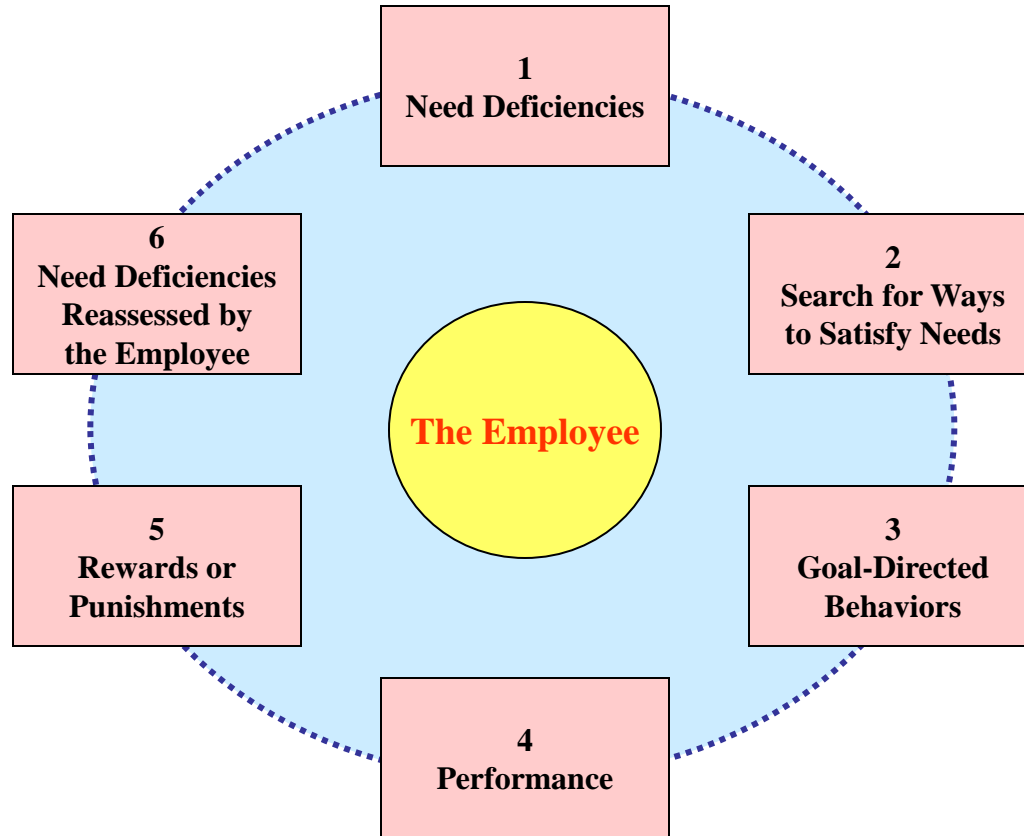 1
Need Deficiencies
2
Search for Ways
to Satisfy Needs
3
Goal-Directed
Behaviors
4
Performance
5
Rewards or
Punishments
6
Need Deficiencies
Reassessed by
the Employee
The Employee